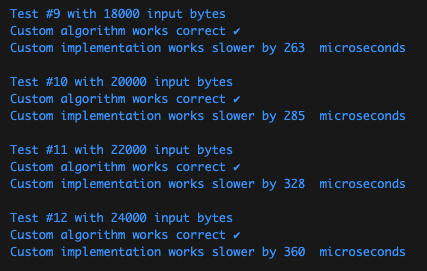 Test #9 with 18000 input bytes
Custom algorithm works correct ✔
Custom implementation works slower by 263  microseconds
Test #10 with 20000 input bytes
Custom algorithm works correct ✔
Custom implementation works slower by 285  microseconds
Test #11 with 22000 input bytes
Custom algorithm works correct ✔
Custom implementation works slower by 328  microseconds
Test #12 with 24000 input bytes
Custom algorithm works correct ✔
Custom implementation works slower by 360  microseconds